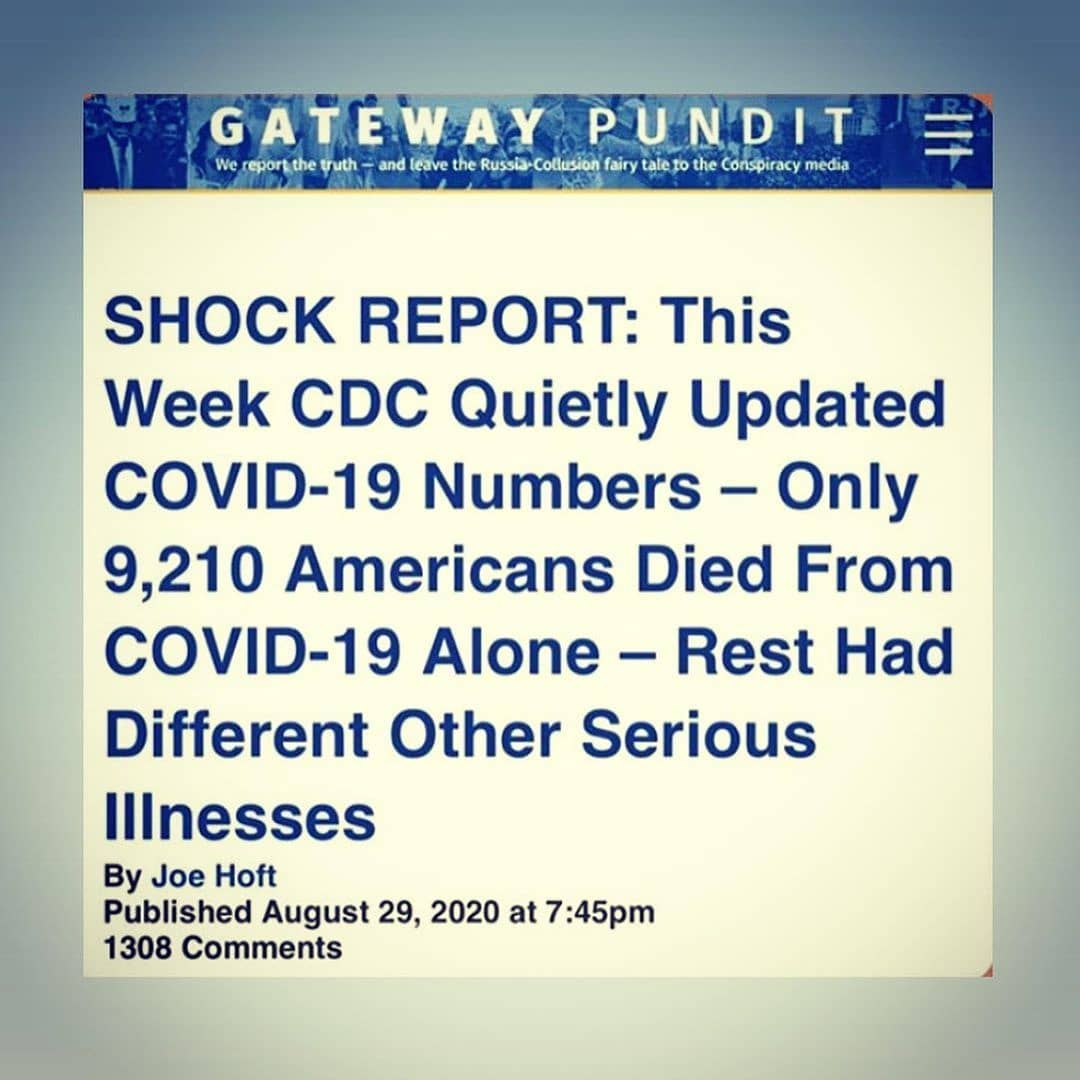 GATEWAY PUNDIT
We report the truth — and leave the Russia-Collusion fairy tale to the Conspiracy media
SHOCK REPORT: This
Week CDC Quietly Updated
COVID-19 Numbers – Only
9,210 Americans Died From
COVID-19 Alone – Rest Had
Different Other Serious
Illnesses
By Joe Hoft
Published August 29, 2020 at 7:45pm
1308 Comments